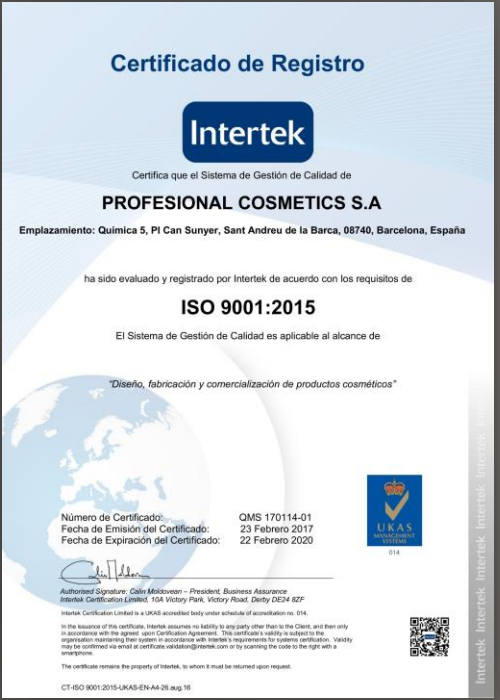 Certificado de Registro
Intertek
Certifica que el Sistema de Gestión de Calidad de
PROFESIONAL COSMETICS S.A
Emplazamiento: Quimica 5, Pl Can Sunyer, Sant Andreu de la Barca, 08740, Barcelona, España
ha sido evaluado y registrado por Intertek de acuerdo con los requisitos de
ISO 9001:2015
El Sistema de Gestión de Calidad es aplicable al alcance de
“Diseño, fabricación y comercialización de productos cosméticos”
Número de Certificado: QMS 170114-01
Fecha de Emisión del Certificado: 23 Febrero 2017
Fecha de Expiración del Certificado: 22 Febrero 2020
UKAS
MANAGEMENT
SYSTEMS
014
Authorised Signature: Calin Moldovean – President, Business Assurance
Intertek Certification Limited, 10A Victory Park, Victory Road, Derby DE24 8ZF
Intertek Certification Limited is a UKAS accredited body under schedule of accreditation no. 014.
In the issuance of this certificate, Intertek assumes no liability to any party other than to the Client, and then only
in accordance with the agreed upon Certification Agreement. This certificate's validity is subject to the
organisation maintaining their system in accordance with Intertek's requirements for systems certification. Validity
may be confirmed via email at certificate.validation@intertek.com or by scanning the code to the right with a
smartphone.
The certificate remains the property of Intertek, to whom it must be returned upon request.
CT-ISO 9001:2015-UKAS-EN-A4-26.aug.16
Intertek Intertek Intertek Intertek Intertek